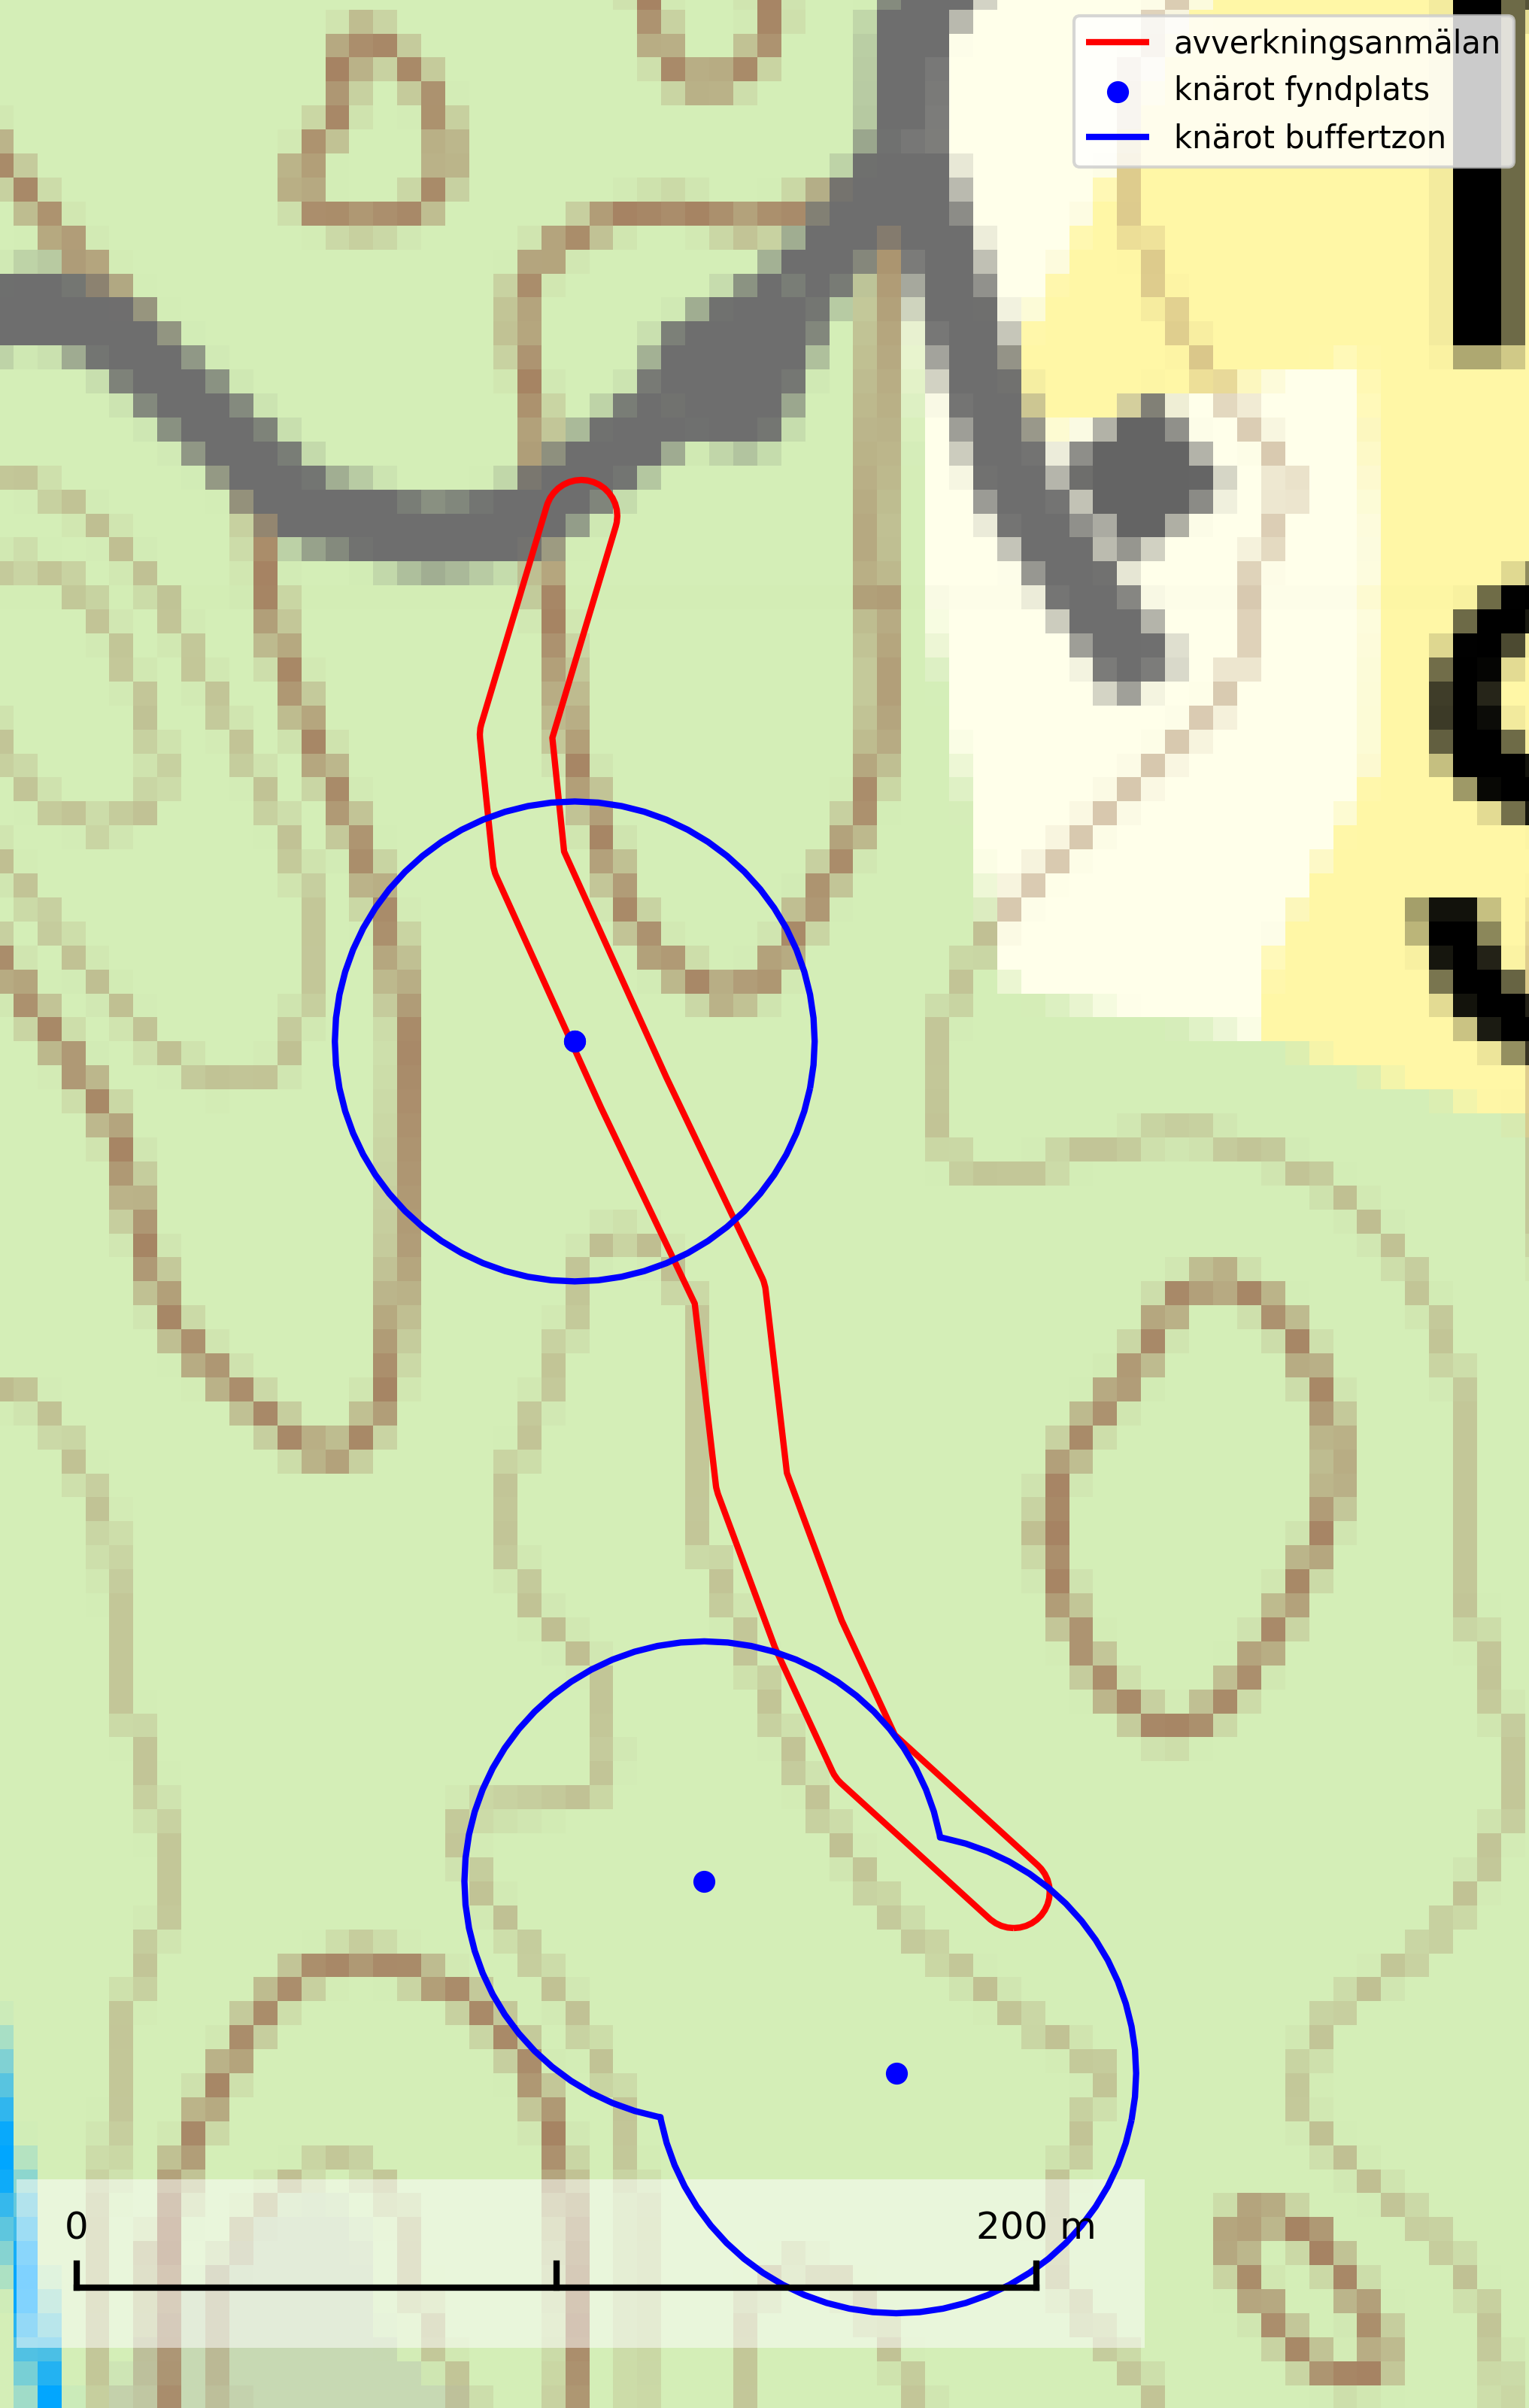 avverkningsanmälan
knärot fyndplats
knärot buffertzon
0 200 m